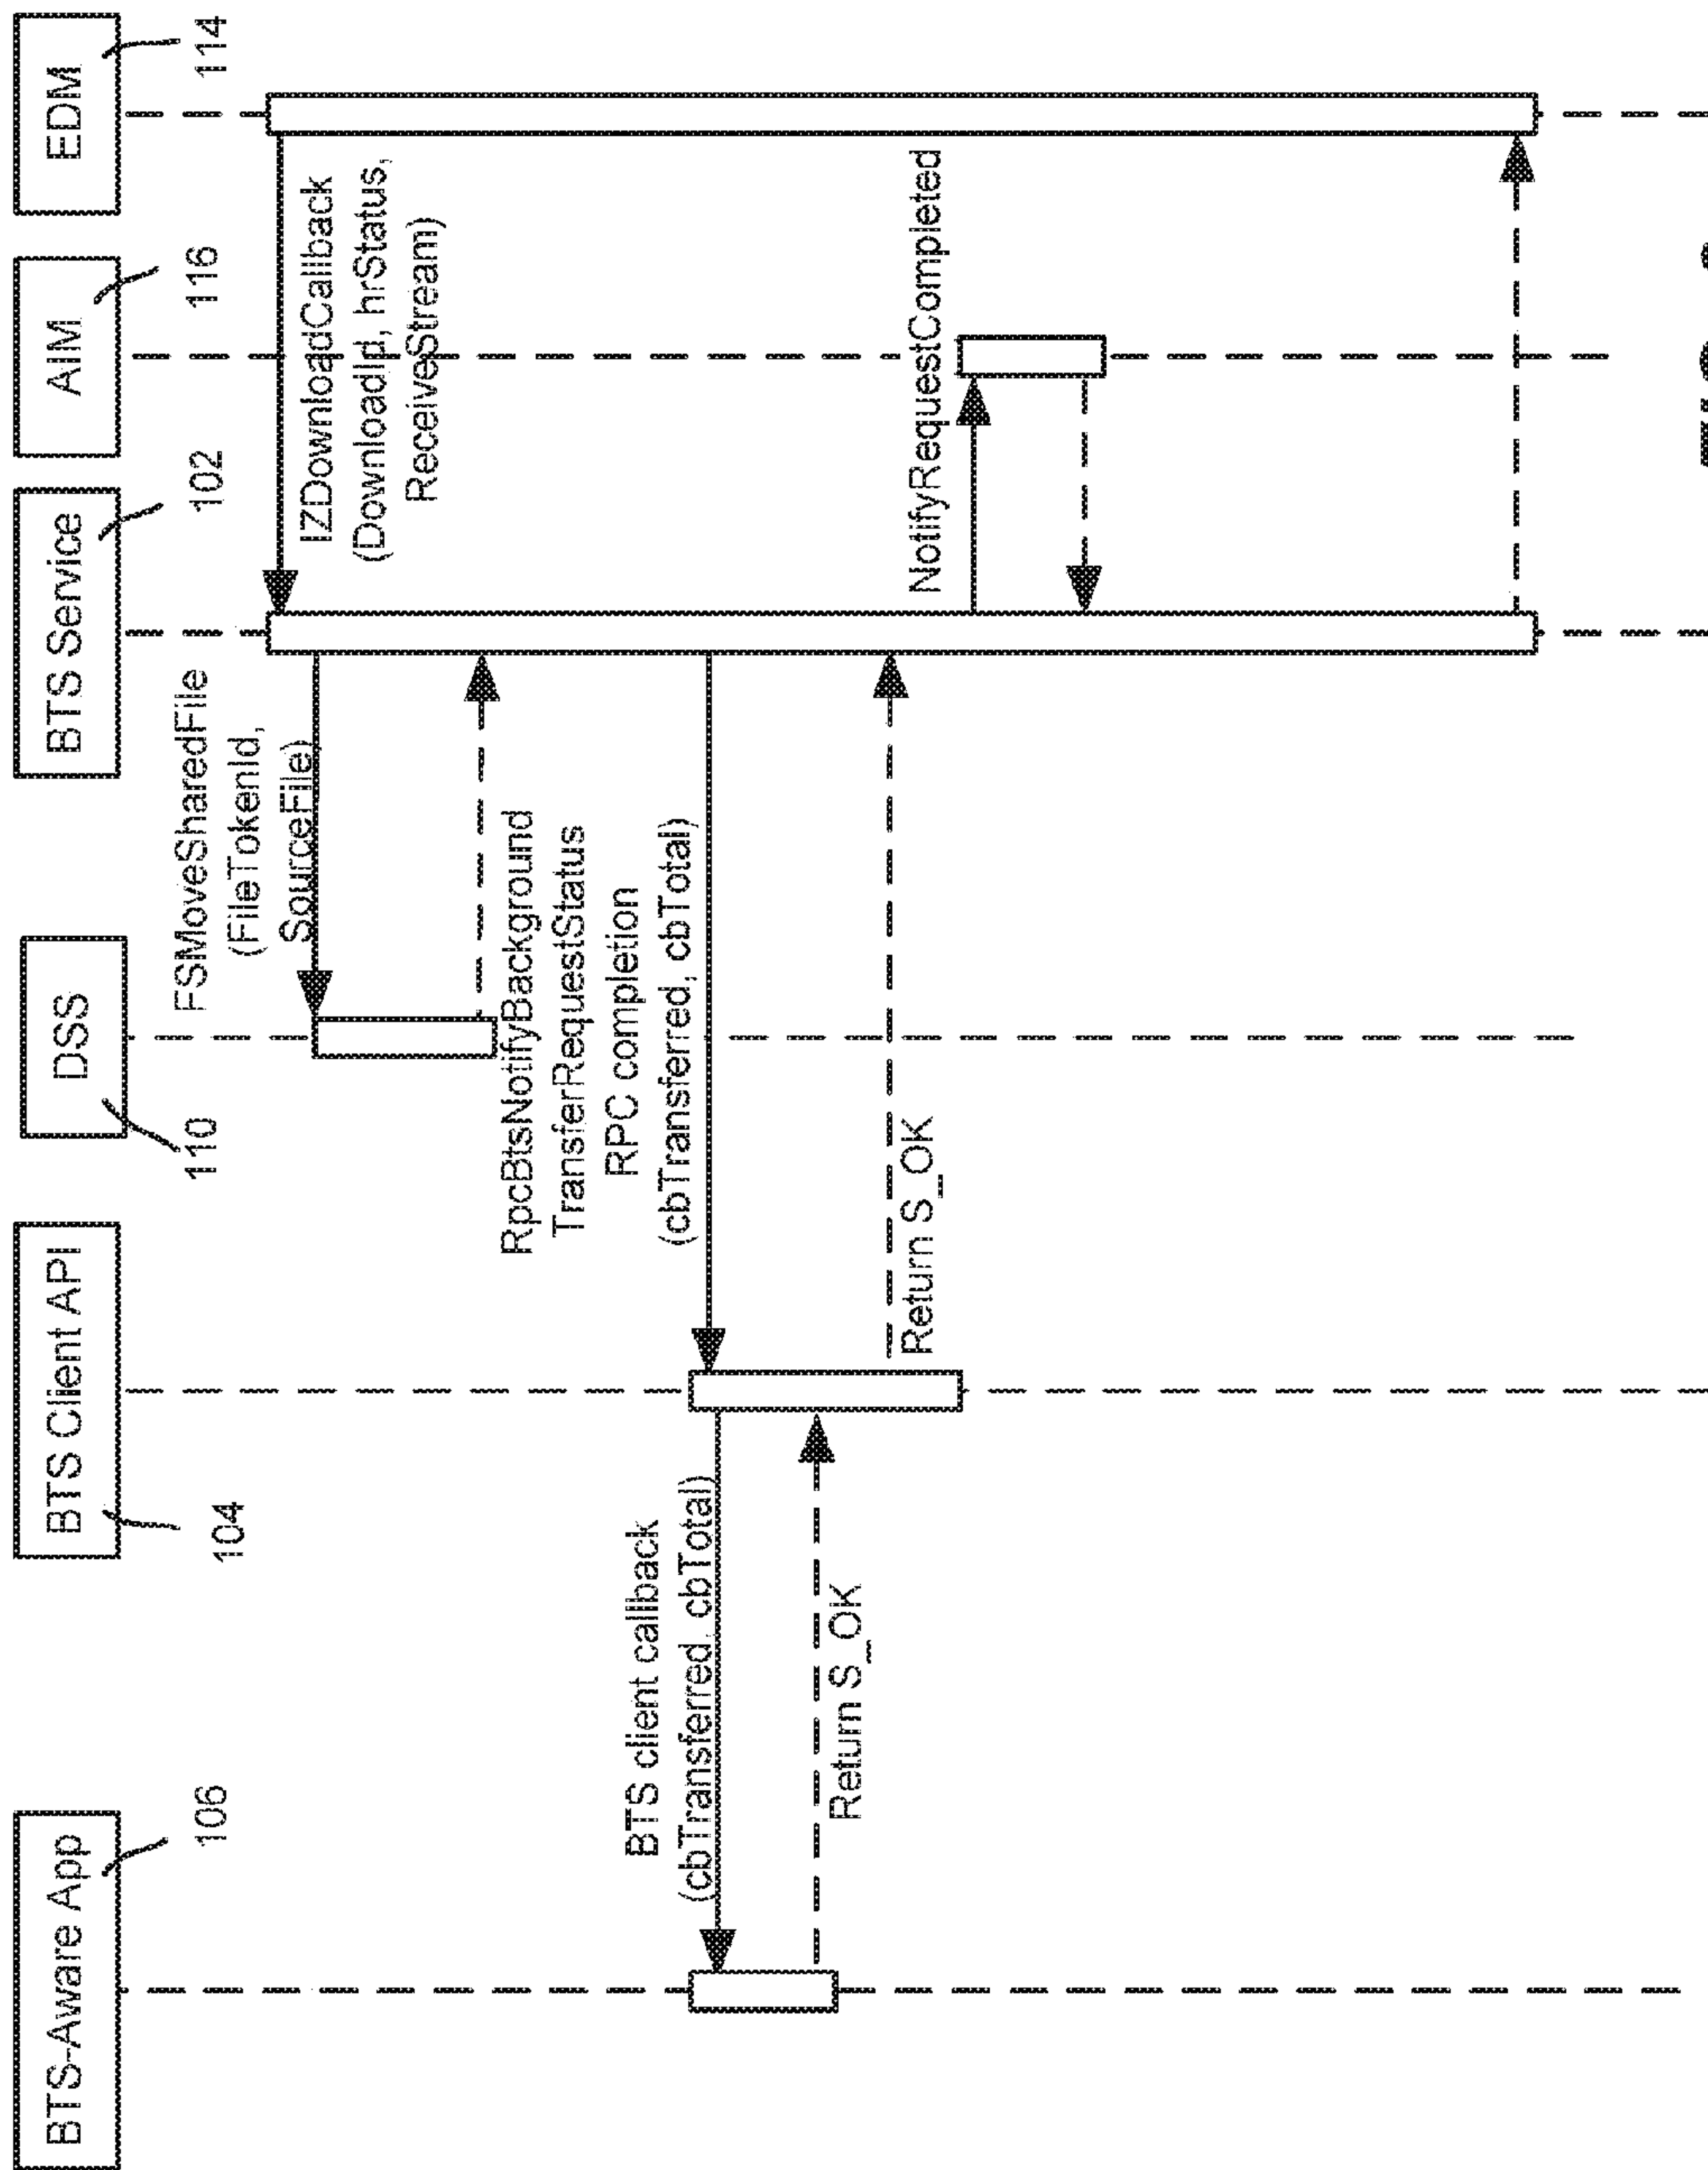 BTS-Aware App
106
BTS Client API
104
DSS
110
BTS Service
102
AIM
116
EDM
114
IZDownloadCallback
(DownloadId, hrStatus,
ReceiveStream)
FSMoveSharedFile
(FileTokenId,
SourceFile)
RpcBtsNotifyBackground
TransferRequestStatus
RPC completion
(cbTransferred, cbTotal)
BTS client callback
(cbTransferred, cbTotal)
Return S_OK
Return S_OK
NotifyRequestCompleted